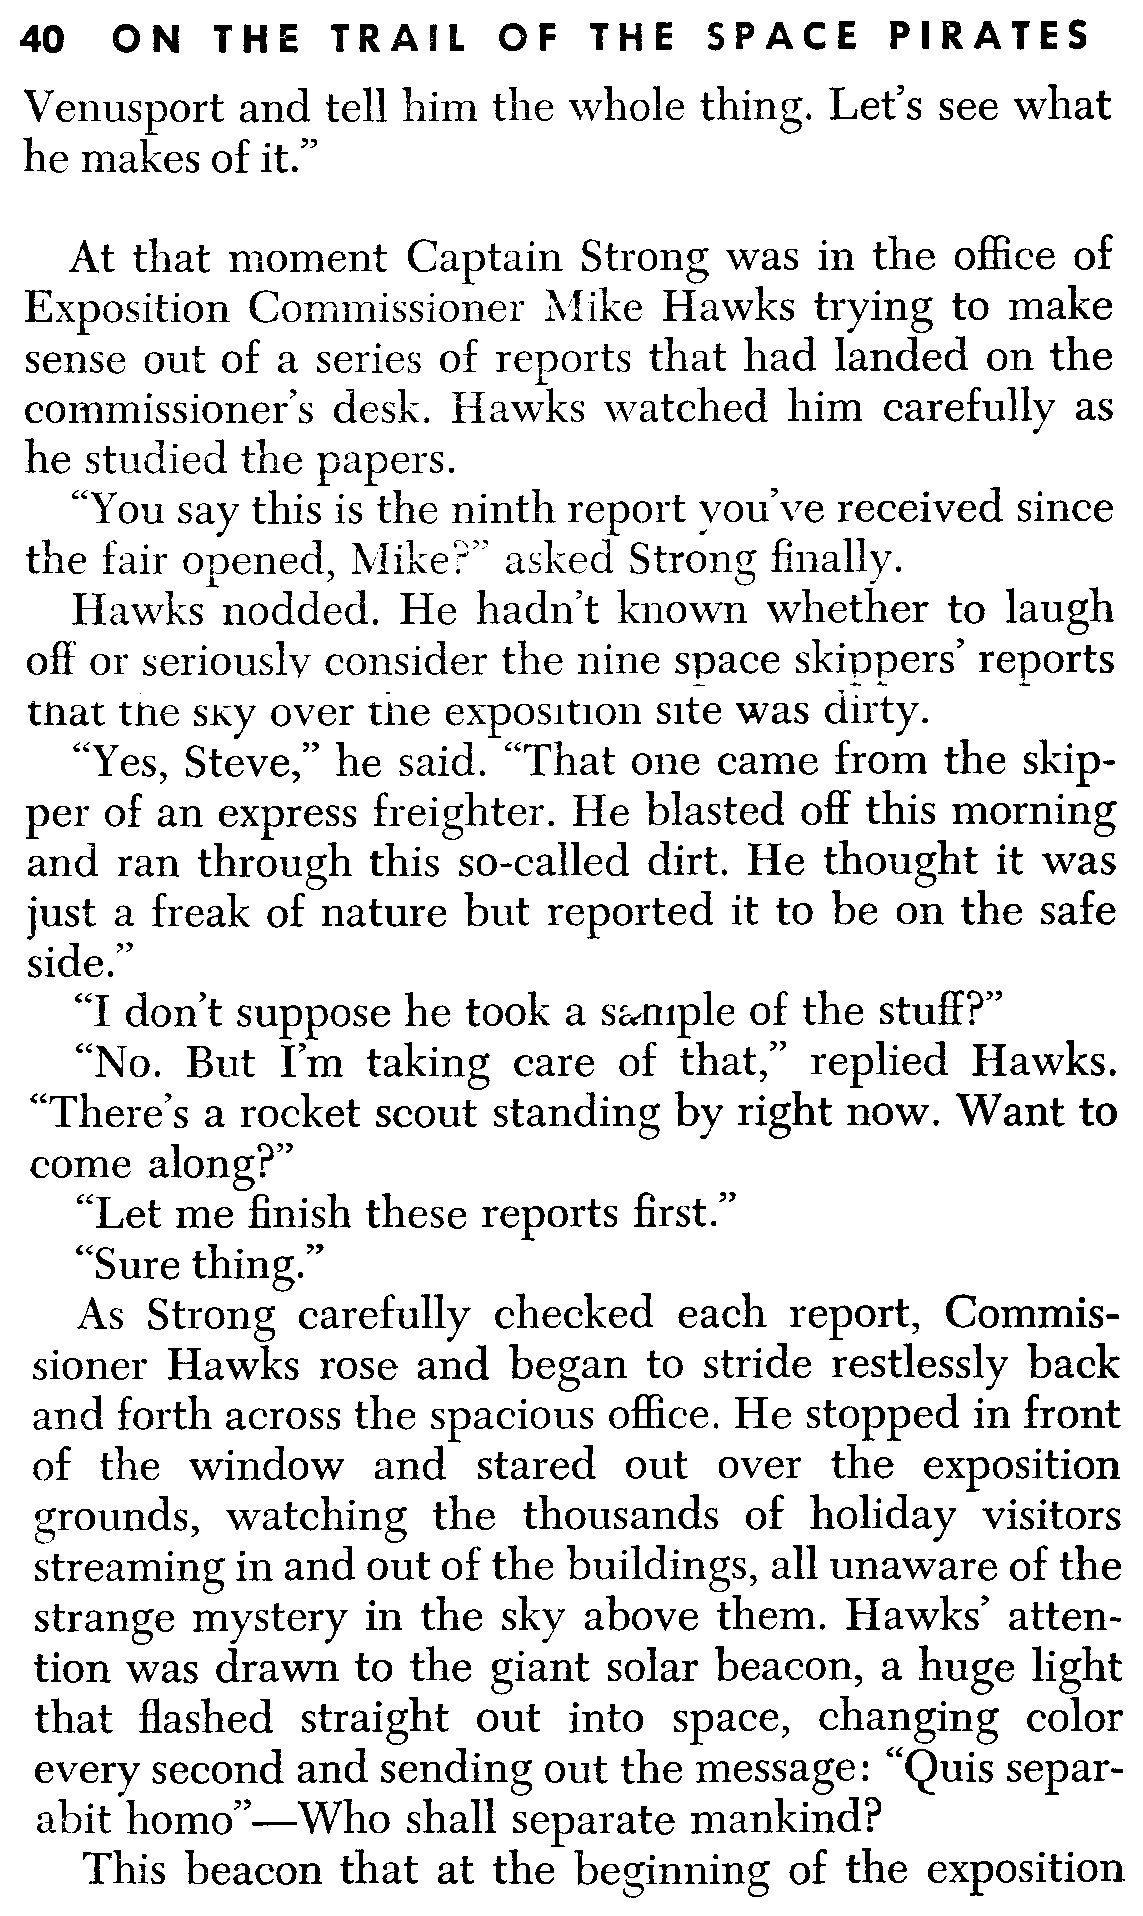 40 ON THE TRAIL OF THE SPACE PIRATES
Venusport and tell him the whole thing. Let's see what
he makes of it."
At that moment Captain Strong was in the office of
Exposition Commissioner Mike Hawks trying to make
sense out of a series of reports that had landed on the
commissioner's desk. Hawks watched him carefully as
he studied the papers.
"You say this is the ninth report you've received since
the fair opened, Mike?" asked Strong finally.
Hawks nodded. He hadn't known whether to laugh
off or seriously consider the nine space skippers' reports
that the sky over the exposition site was dirty.
"Yes, Steve," he said. "That one came from the skip-
per of an express freighter. He blasted off this morning
and ran through this so-called dirt. He thought it was
just a freak of nature but reported it to be on the safe
side."
"I don't suppose he took a sample of the stuff?"
"No. But I'm taking care of that," replied Hawks.
"There's a rocket scout standing by right now. Want to
come along?"
"Let me finish these reports first."
"Sure thing."
As Strong carefully checked each report, Commis-
sioner Hawks rose and began to stride restlessly back
and forth across the spacious office. He stopped in front
of the window and stared out over the exposition
grounds, watching the thousands of holiday visitors
streaming in and out of the buildings, all unaware of the
strange mystery in the sky above them. Hawks' atten-
tion was drawn to the giant solar beacon, a huge light
that flashed straight out into space, changing color
every second and sending out the message: "Quis separ-
abit homo"—Who shall separate mankind?
This beacon that at the beginning of the exposition